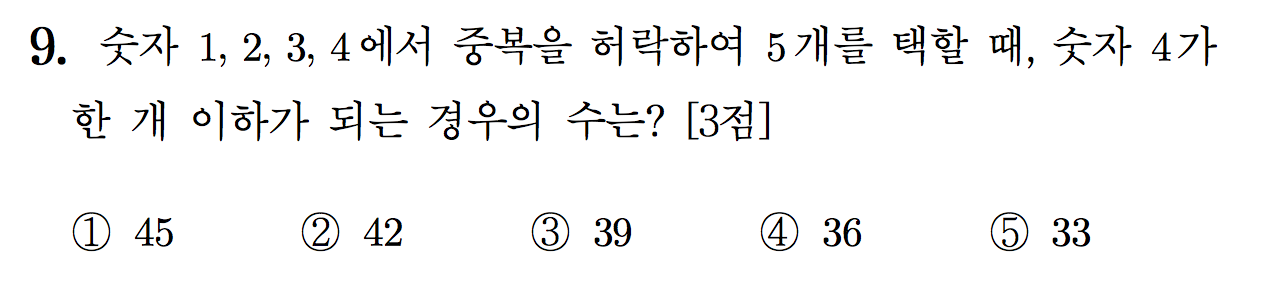 9. 숫자 1, 2, 3, 4에서 중복을 허락하여 5개를 택할 때, 숫자 4가
한 개 이하가 되는 경우의 수는? [3점]
① 45 ② 42 ③ 39 ④ 36 ⑤ 33